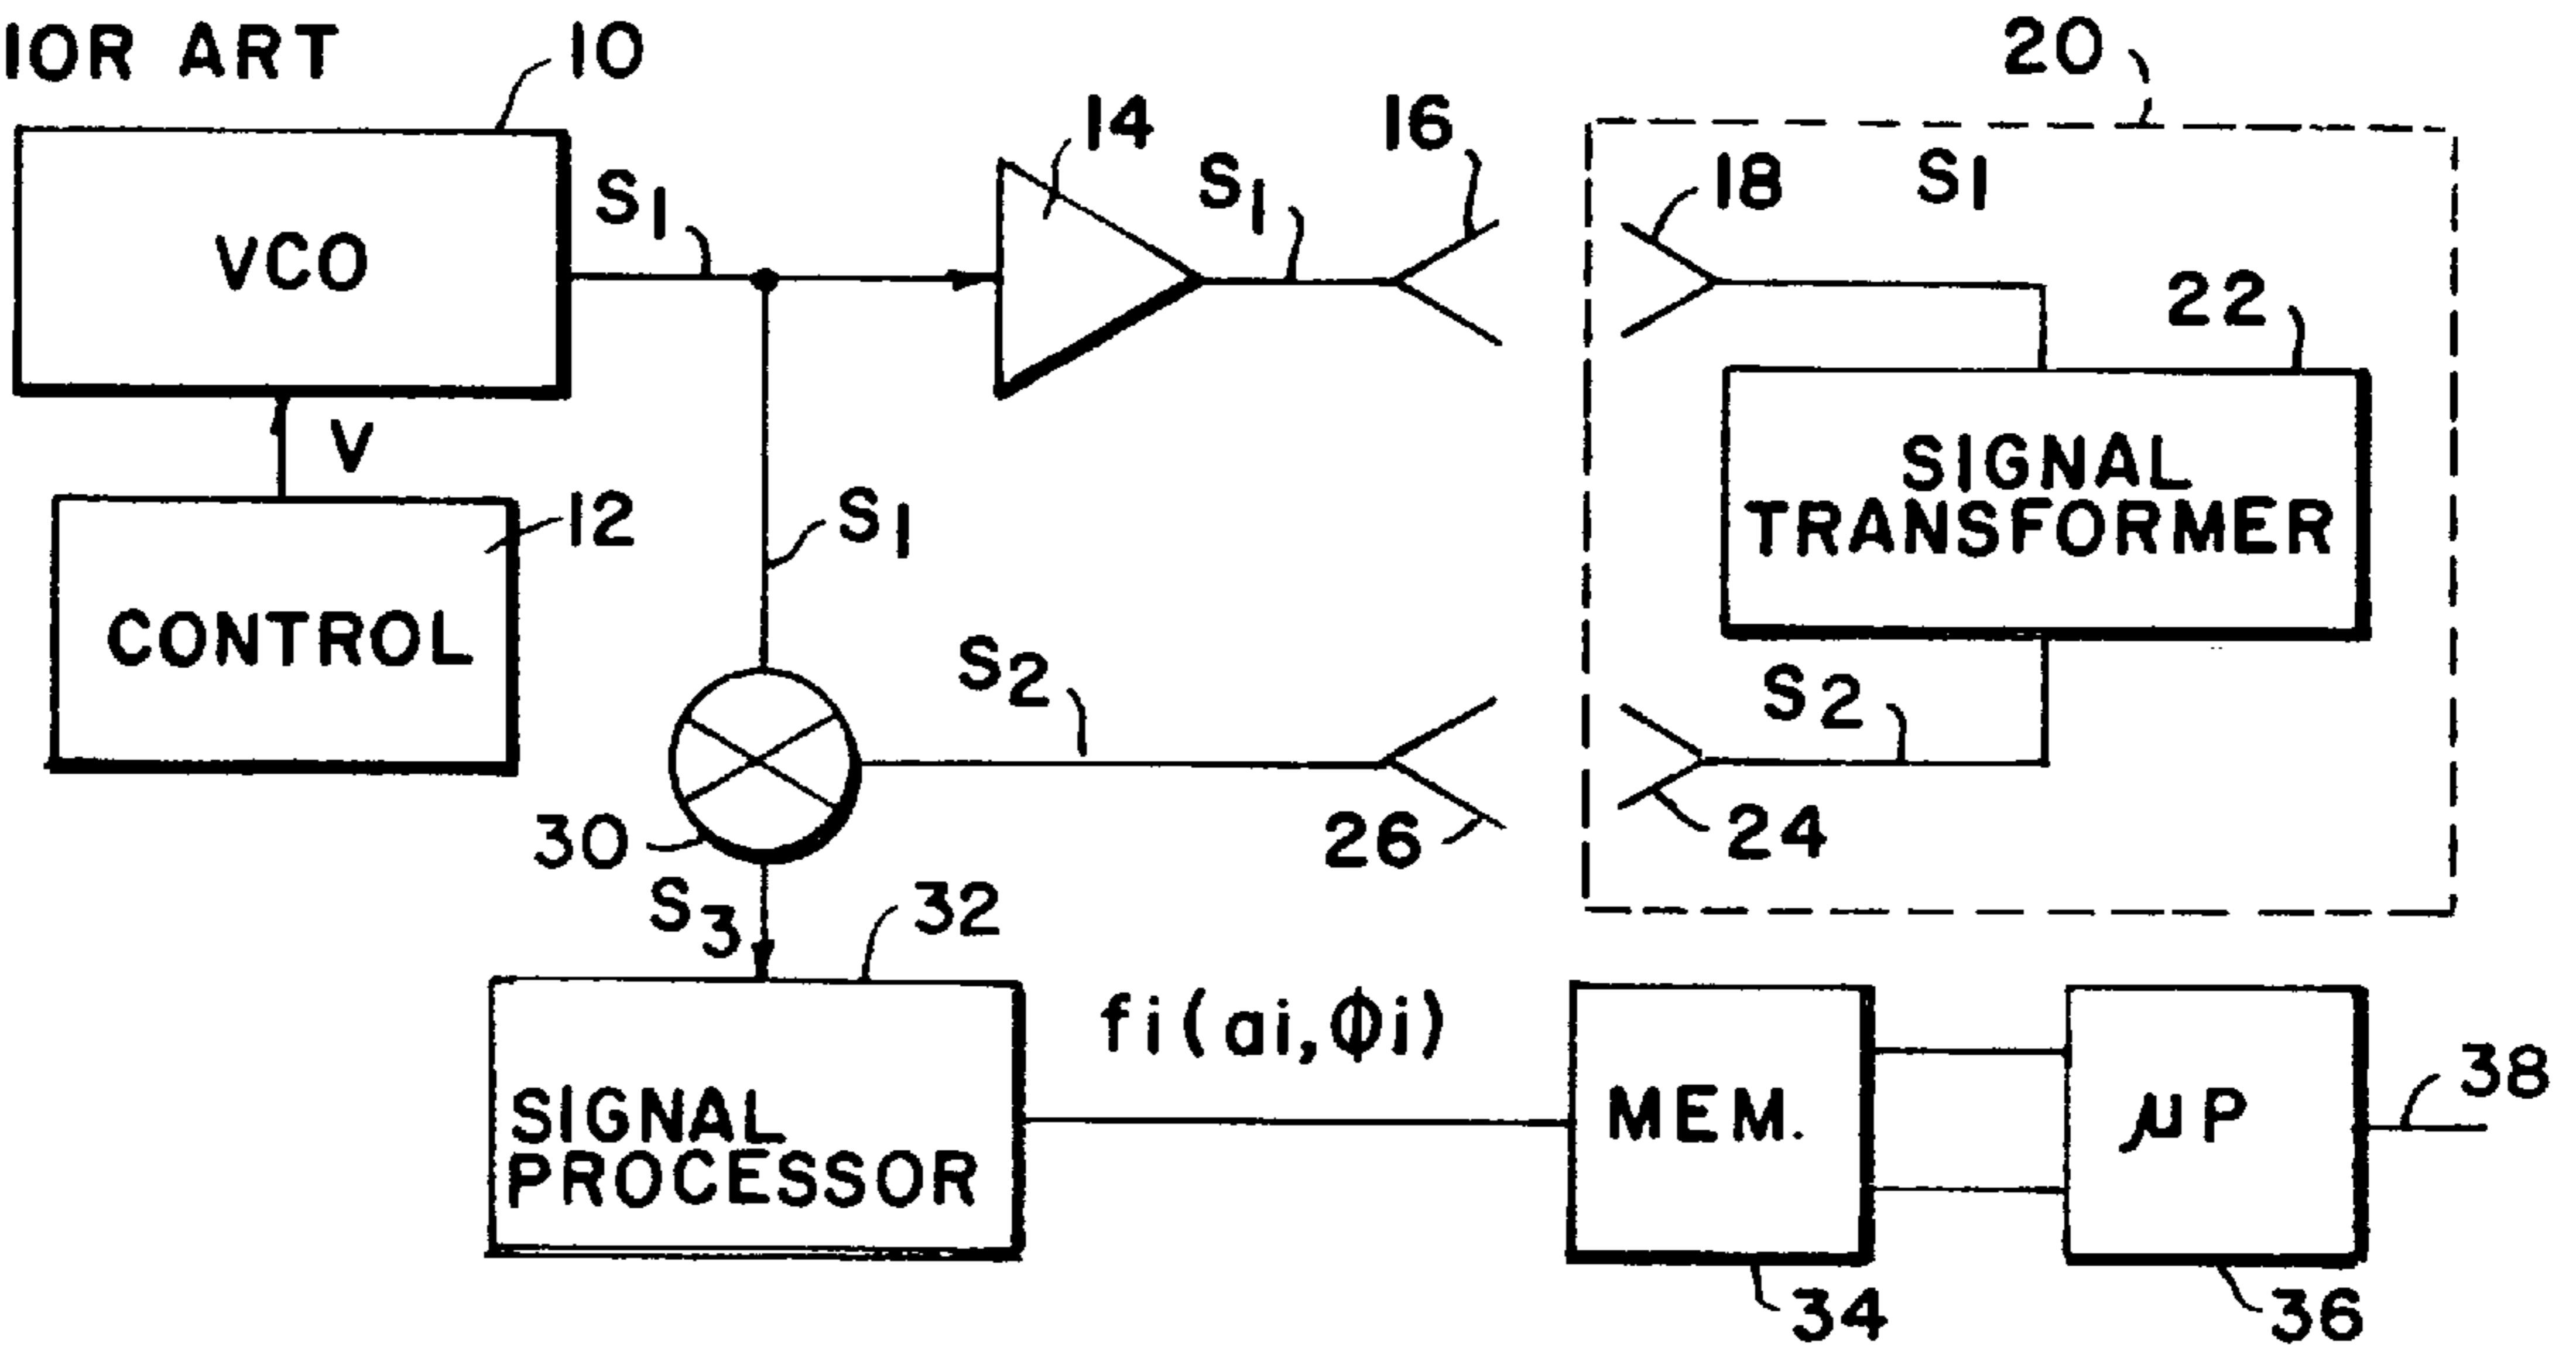 IOR ART
10
20
VCO
S1
14
S1
16
18
S1
22
V
12
CONTROL
S1
SIGNAL
TRANSFORMER
S2
S2
30
26
24
S3
32
SIGNAL
PROCESSOR
fi(ai,ϕi)
MEM.
μP
38
34
36